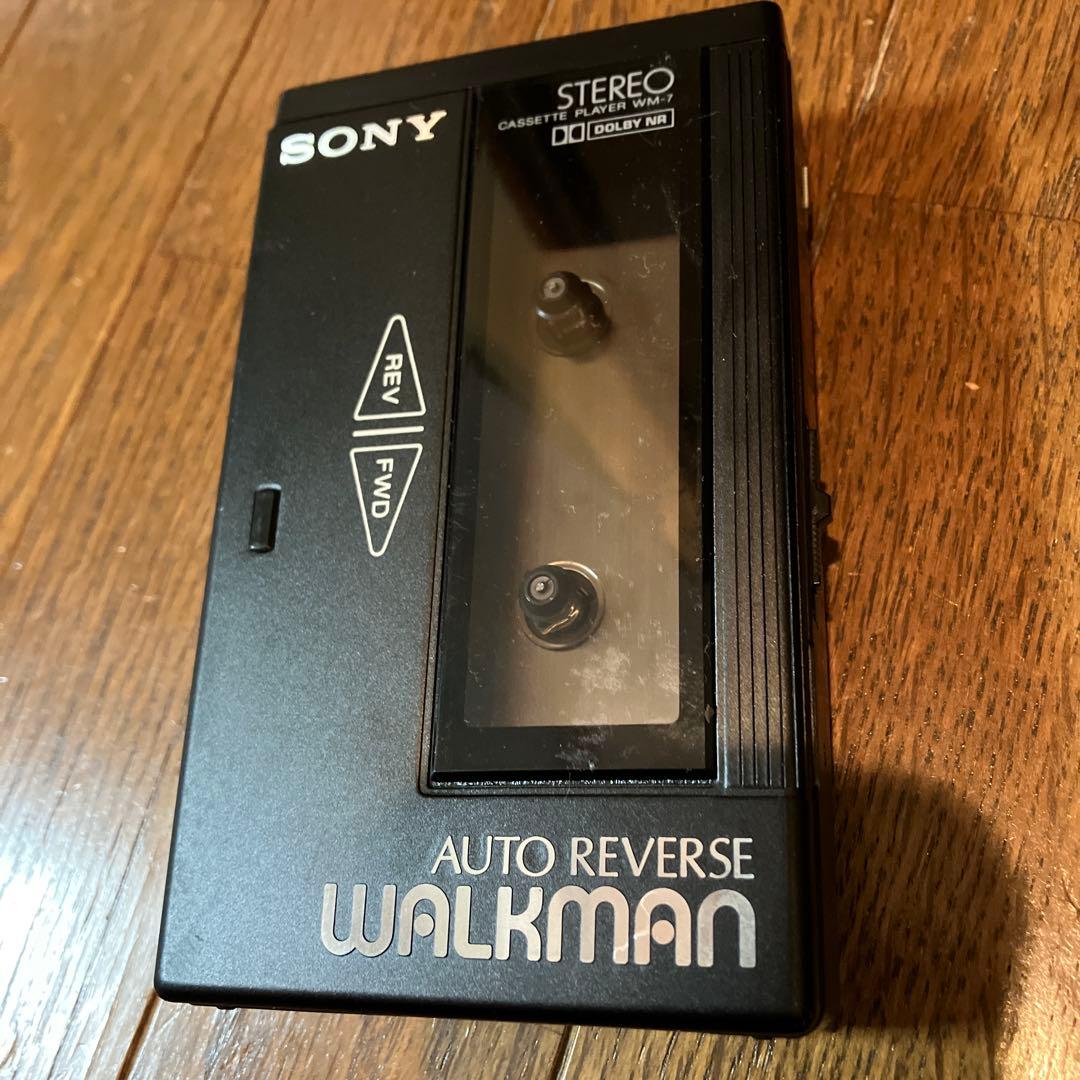 SONY
STEREO
CASSETTE PLAYER WM-7
DOLBY NR
REV
FWD
AUTO REVERSE
WALKMAN